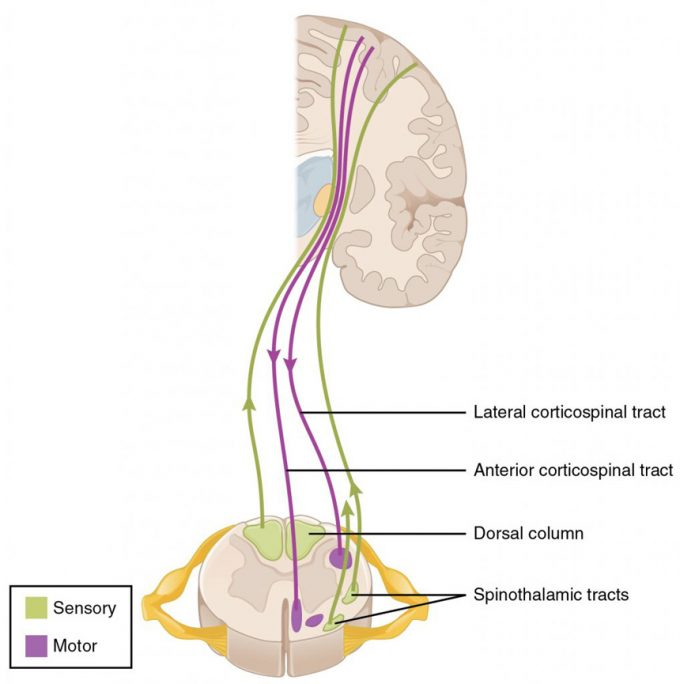 Lateral corticospinal tract
Anterior corticospinal tract
Dorsal column
Spinothalamic tracts
Sensory
Motor